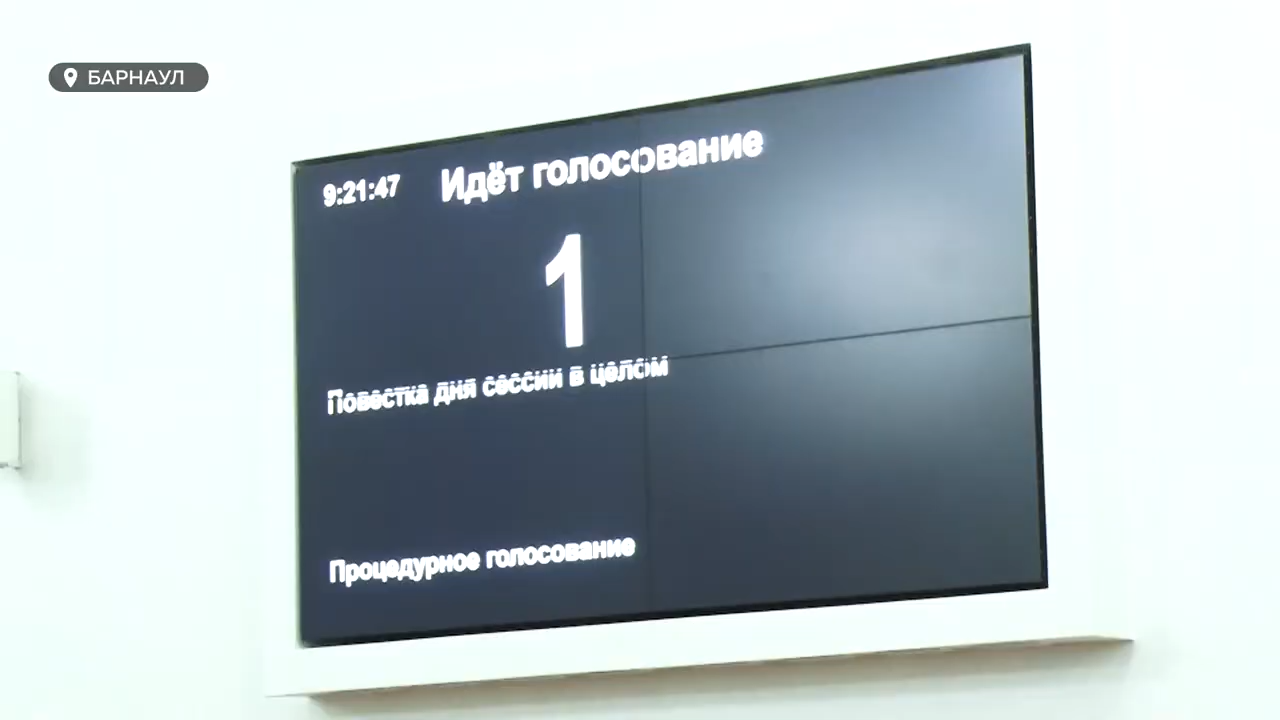 БАРНАУЛ
9:21:47 Идёт голосование
1
Повестка дня сессии в целом
Процедурное голосование